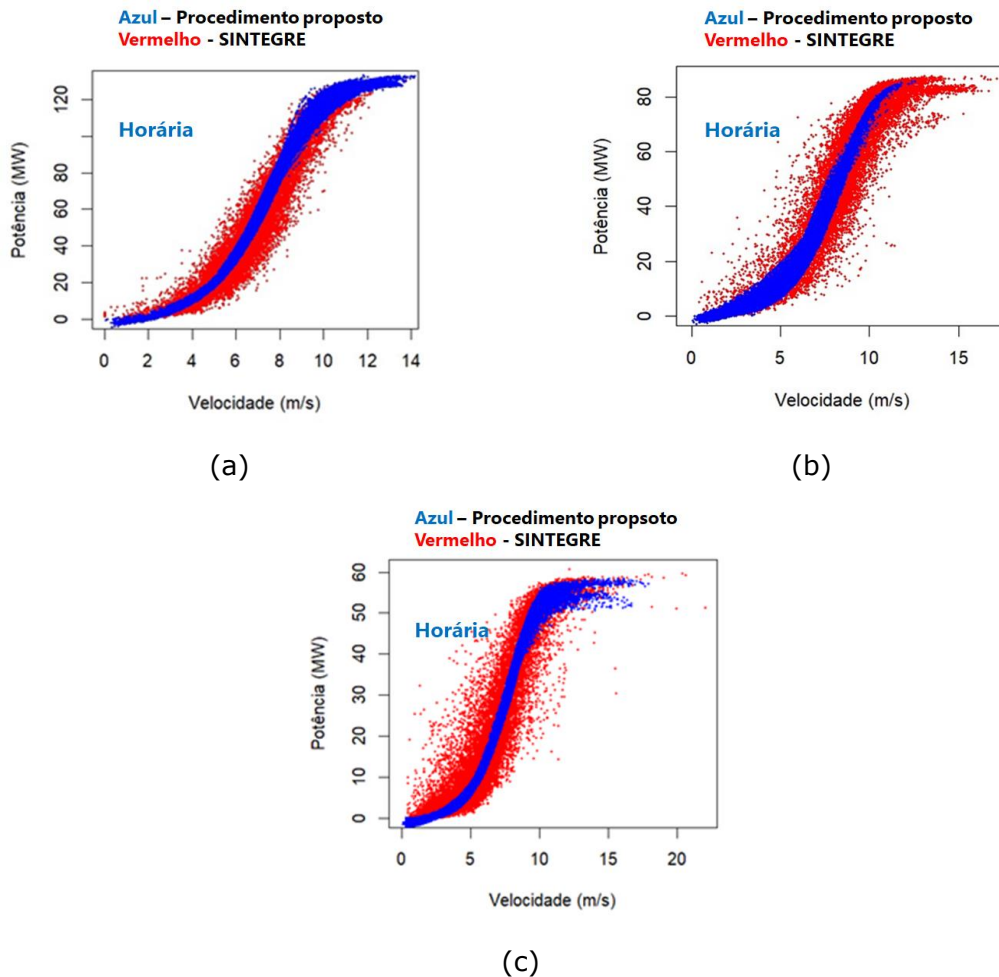 Azul – Procedimento proposto
Vermelho - SINTEGRE
Horária
Potência (MW)
120
80
60
40
20
0
0 2 4 6 8 10 12 14
Velocidade (m/s)
(a)
Azul – Procedimento proposto
Vermelho - SINTEGRE
Horária
Potência (MW)
80
60
40
20
0
0 5 10 15
Velocidade (m/s)
(b)
Azul – Procedimento propsoto
Vermelho - SINTEGRE
Horária
Potência (MW)
60
50
40
30
20
10
0
0 5 10 15 20
Velocidade (m/s)
(c)